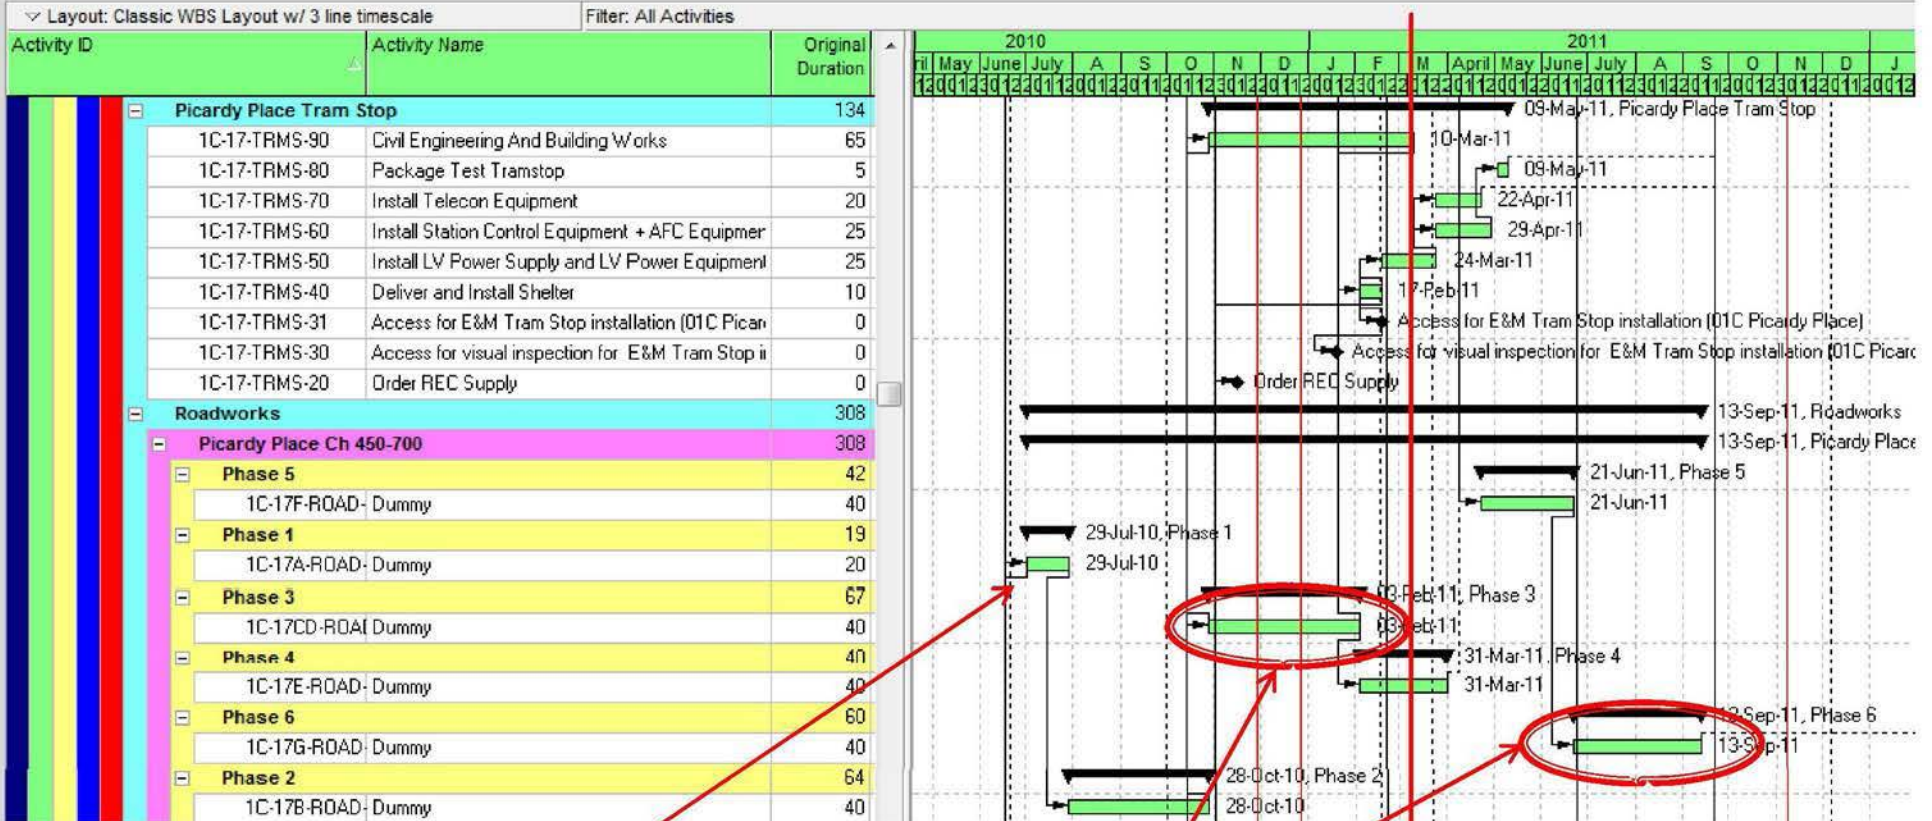 Layout: Classic WBS Layout w/ 3 line timescale Filter: All Activities
Activity ID Activity Name Original Duration 2010 2011
May June July A S O N D J F M April May June July A S O N D J
Picardy Place Tram Stop 134 09-May-11, Picardy Place Tram Stop
1C-17-TRMS-90 Civil Engineering And Building Works 65 10-Mar-11
1C-17-TRMS-80 Package Test Tramstop 5 09-May-11
1C-17-TRMS-70 Install Telecon Equipment 20 22-Apr-11
1C-17-TRMS-60 Install Station Control Equipment + AFC Equipmer 25 29-Apr-11
1C-17-TRMS-50 Install LV Power Supply and LV Power Equipment 25 24-Mar-11
1C-17-TRMS-40 Deliver and Install Shelter 10 17-Feb-11
1C-17-TRMS-31 Access for E&M Tram Stop installation (01C Picar 0 Access for E&M Tram Stop installation (01C Picardy Place)
1C-17-TRMS-30 Access for visual inspection for E&M Tram Stop ii 0 Access for visual inspection for E&M Tram Stop installation (01C Picarc
1C-17-TRMS-20 Order REC Supply 0 Order REC Supply
Roadworks 308 13-Sep-11, Roadworks
Picardy Place Ch 450-700 308 13-Sep-11, Picardy Place
Phase 5 42 21-Jun-11, Phase 5
1C-17F-ROAD- Dummy 40 21-Jun-11
Phase 1 19 29-Jul-10, Phase 1
1C-17A-ROAD- Dummy 20 29-Jul-10
Phase 3 67 03-Feb-11, Phase 3
1C-17CD-ROA Dummy 40 03-Feb-11
Phase 4 40 31-Mar-11, Phase 4
1C-17E-ROAD- Dummy 40 31-Mar-11
Phase 6 60 13-Sep-11, Phase 6
1C-17G-ROAD Dummy 40 13-Sep-11
Phase 2 64 28-Oct-10, Phase 2
1C-17B-ROAD- Dummy 40 28-Oct-10